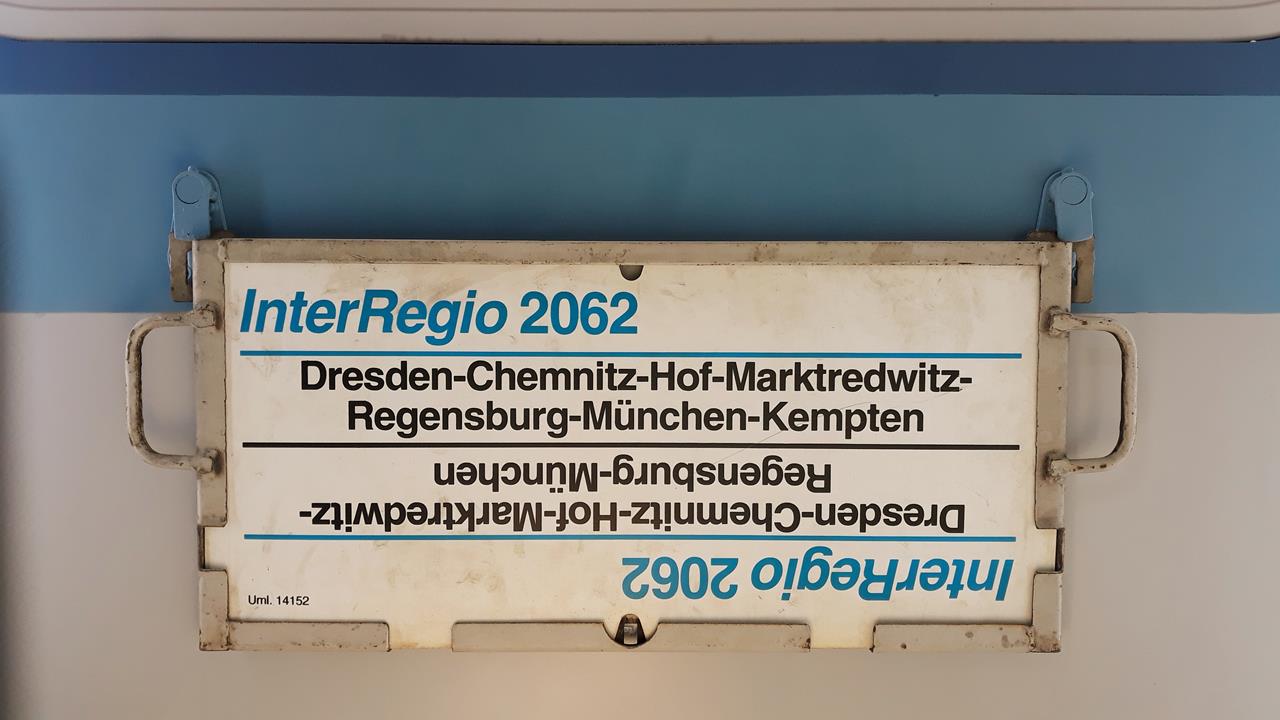 InterRegio 2062
Dresden-Chemnitz-Hof-Marktredwitz-
Regensburg-München-Kempten
InterRegio 2062
Dresden-Chemnitz-Hof-Marktredwitz-
Regensburg-München
Uml. 14152